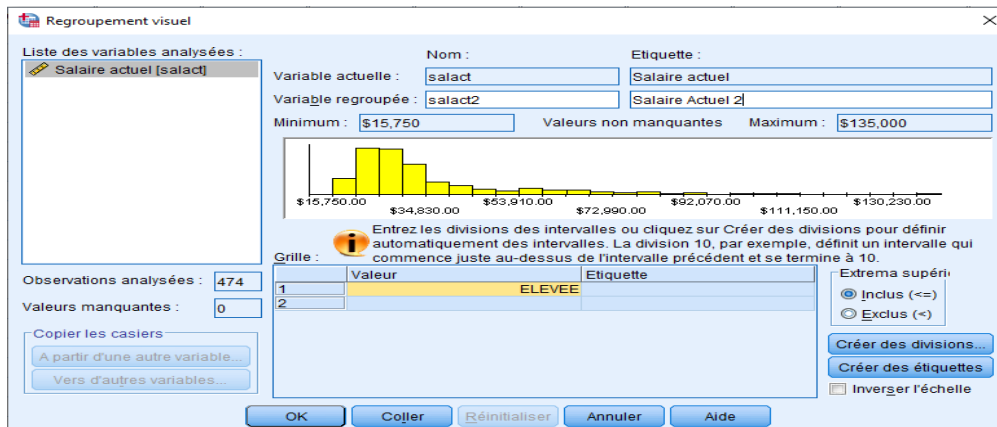 Regroupement visuel
Liste des variables analysées :
Salaire actuel [salact]
Nom :
Etiquette :
Variable actuelle :
salact
Salaire actuel
Variable regroupée :
salact2
Salaire Actuel 2
Minimum :
$15,750
Valeurs non manquantes
Maximum :
$135,000
$15,750.00
$34,830.00
$53,910.00
$72,990.00
$92,070.00
$111,150.00
$130,230.00
Entrez les divisions des intervalles ou cliquez sur Créer des divisions pour définir
automatiquement des intervalles. La division 10, par exemple, définit un intervalle qui
commence juste au-dessus de l'intervalle précédent et se termine à 10.
Grille :
Valeur
Etiquette
1
ELEVEE
2
Observations analysées :
474
Valeurs manquantes :
0
Copier les casiers
A partir d'une autre variable...
Vers d'autres variables...
Extrema supéri
Inclus (<=)
Exclus (<)
Créer des divisions...
Créer des étiquettes
Inverser l'échelle
OK
Coller
Réinitialiser
Annuler
Aide